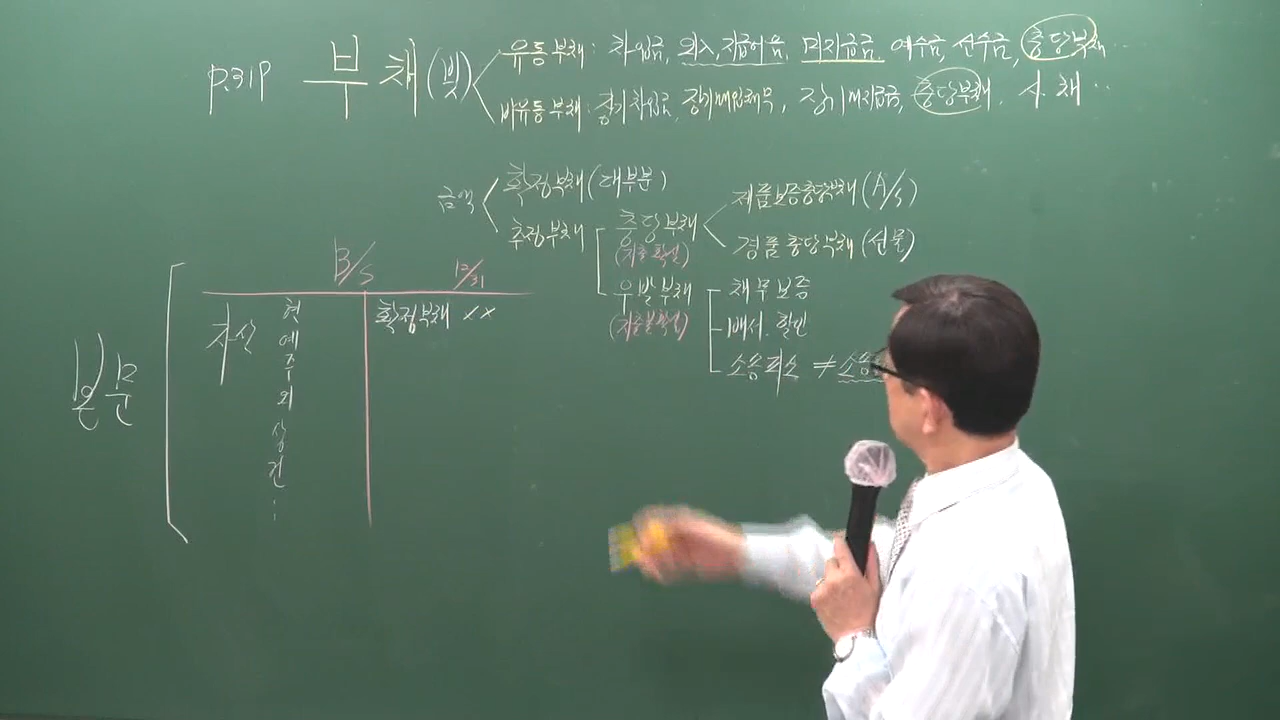 P.319 부채(빚)
유동부채 : 차입금, 외入, 지급어음, 미지급금, 예수금, 선수금, 충당부채 ...
비유동부채 : 장기차입금, 장기매입채무, 장기미지급금, 충당부채, 사채 ...
금액
확정부채(대부분)
추정부채
충당부채
(지출확실)
제품보증충당부채(A/S)
경품충당부채(선물)
우발부채
(지출불확실)
채무보증
배서.할인
소송피소 ≠ 소송
본문
B/S 12/31
자산
현
예
주
외
상
건
⋮
확정부채 ××